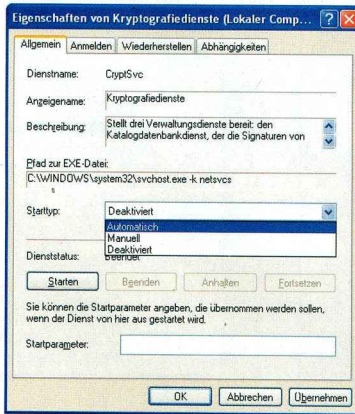 Eigenschaften von Kryptografiedienste (Lokaler Comp...
Allgemein Anmelden Wiederherstellen Abhängigkeiten
Dienstname: CryptSvc
Anzeigename: Kryptografiedienste
Beschreibung: Stellt drei Verwaltungsdienste bereit: den
Katalogdatenbankdienst, der die Signaturen von
Pfad zur EXE-Datei:
C:\WINDOWS\system32\svchost.exe -k netsvcs
Starttyp: Deaktiviert
Automatisch
Manuell
Deaktiviert
Dienststatus: Beendet
Starten Beenden Anhalten Fortsetzen
Sie können die Startparameter angeben, die übernommen werden sollen,
wenn der Dienst von hier aus gestartet wird.
Startparameter:
OK Abbrechen Übernehmen